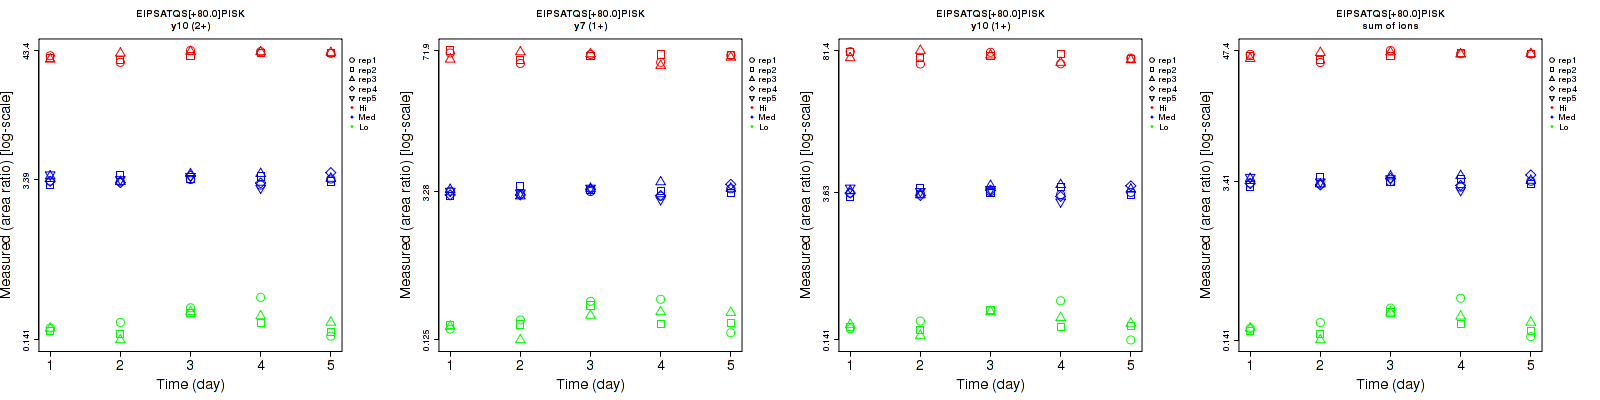 EIPSATQS[+80.0]PISK
y10 (2+)
Measured (area ratio) [log-scale]
43.4
3.39
0.141
1 2 3 4 5
Time (day)
rep1
rep2
rep3
rep4
rep5
Hi
Med
Lo
EIPSATQS[+80.0]PISK
y7 (1+)
Measured (area ratio) [log-scale]
71.9
3.28
0.125
1 2 3 4 5
Time (day)
rep1
rep2
rep3
rep4
rep5
Hi
Med
Lo
EIPSATQS[+80.0]PISK
y10 (1+)
Measured (area ratio) [log-scale]
81.4
3.63
0.141
1 2 3 4 5
Time (day)
rep1
rep2
rep3
rep4
rep5
Hi
Med
Lo
EIPSATQS[+80.0]PISK
sum of ions
Measured (area ratio) [log-scale]
47.4
3.41
0.141
1 2 3 4 5
Time (day)
rep1
rep2
rep3
rep4
rep5
Hi
Med
Lo